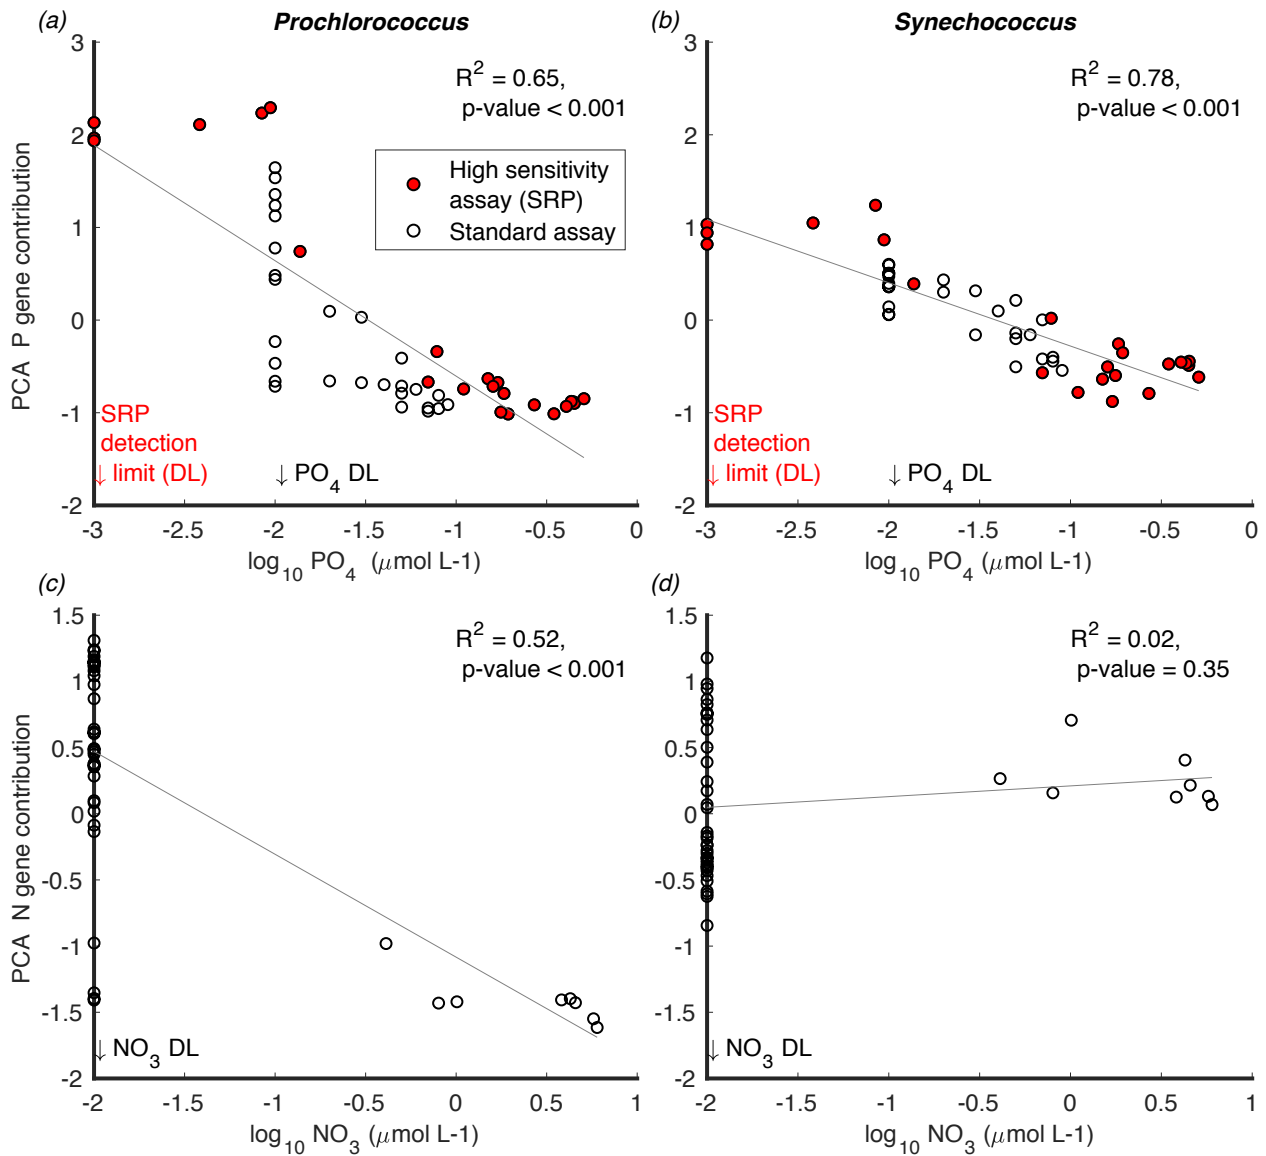 (a) Prochlorococcus
R2 = 0.65,
p-value < 0.001
High sensitivity
assay (SRP)
Standard assay
SRP
detection
↓ limit (DL)
↓ PO4 DL
PCA P gene contribution
3
2
1
0
-1
-2
-3 -2.5 -2 -1.5 -1 -0.5 0
log10 PO4 (μmol L-1)
(b) Synechococcus
R2 = 0.78,
p-value < 0.001
SRP
detection
↓ limit (DL)
↓ PO4 DL
3
2
1
0
-1
-2
-3 -2.5 -2 -1.5 -1 -0.5 0
log10 PO4 (μmol L-1)
(c)
R2 = 0.52,
p-value < 0.001
↓ NO3 DL
PCA N gene contribution
1.5
1
0.5
0
-0.5
-1
-1.5
-2
-2 -1.5 -1 -0.5 0 0.5 1
log10 NO3 (μmol L-1)
(d)
R2 = 0.02,
p-value = 0.35
↓ NO3 DL
1.5
1
0.5
0
-0.5
-1
-1.5
-2
-2 -1.5 -1 -0.5 0 0.5 1
log10 NO3 (μmol L-1)